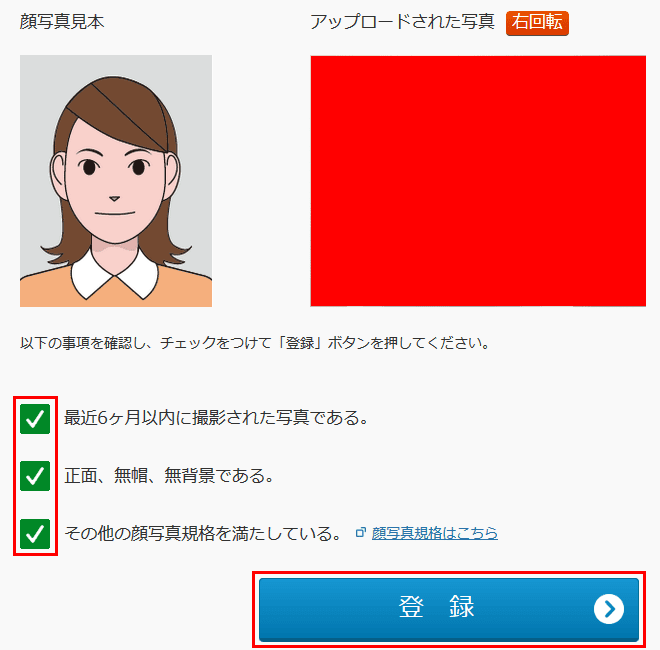 顔写真見本
アップロードされた写真 右回転
以下の事項を確認し、チェックをつけて「登録」ボタンを押してください。
最近6ヶ月以内に撮影された写真である。
正面、無帽、無背景である。
その他の顔写真規格を満たしている。 顔写真規格はこちら
登 録